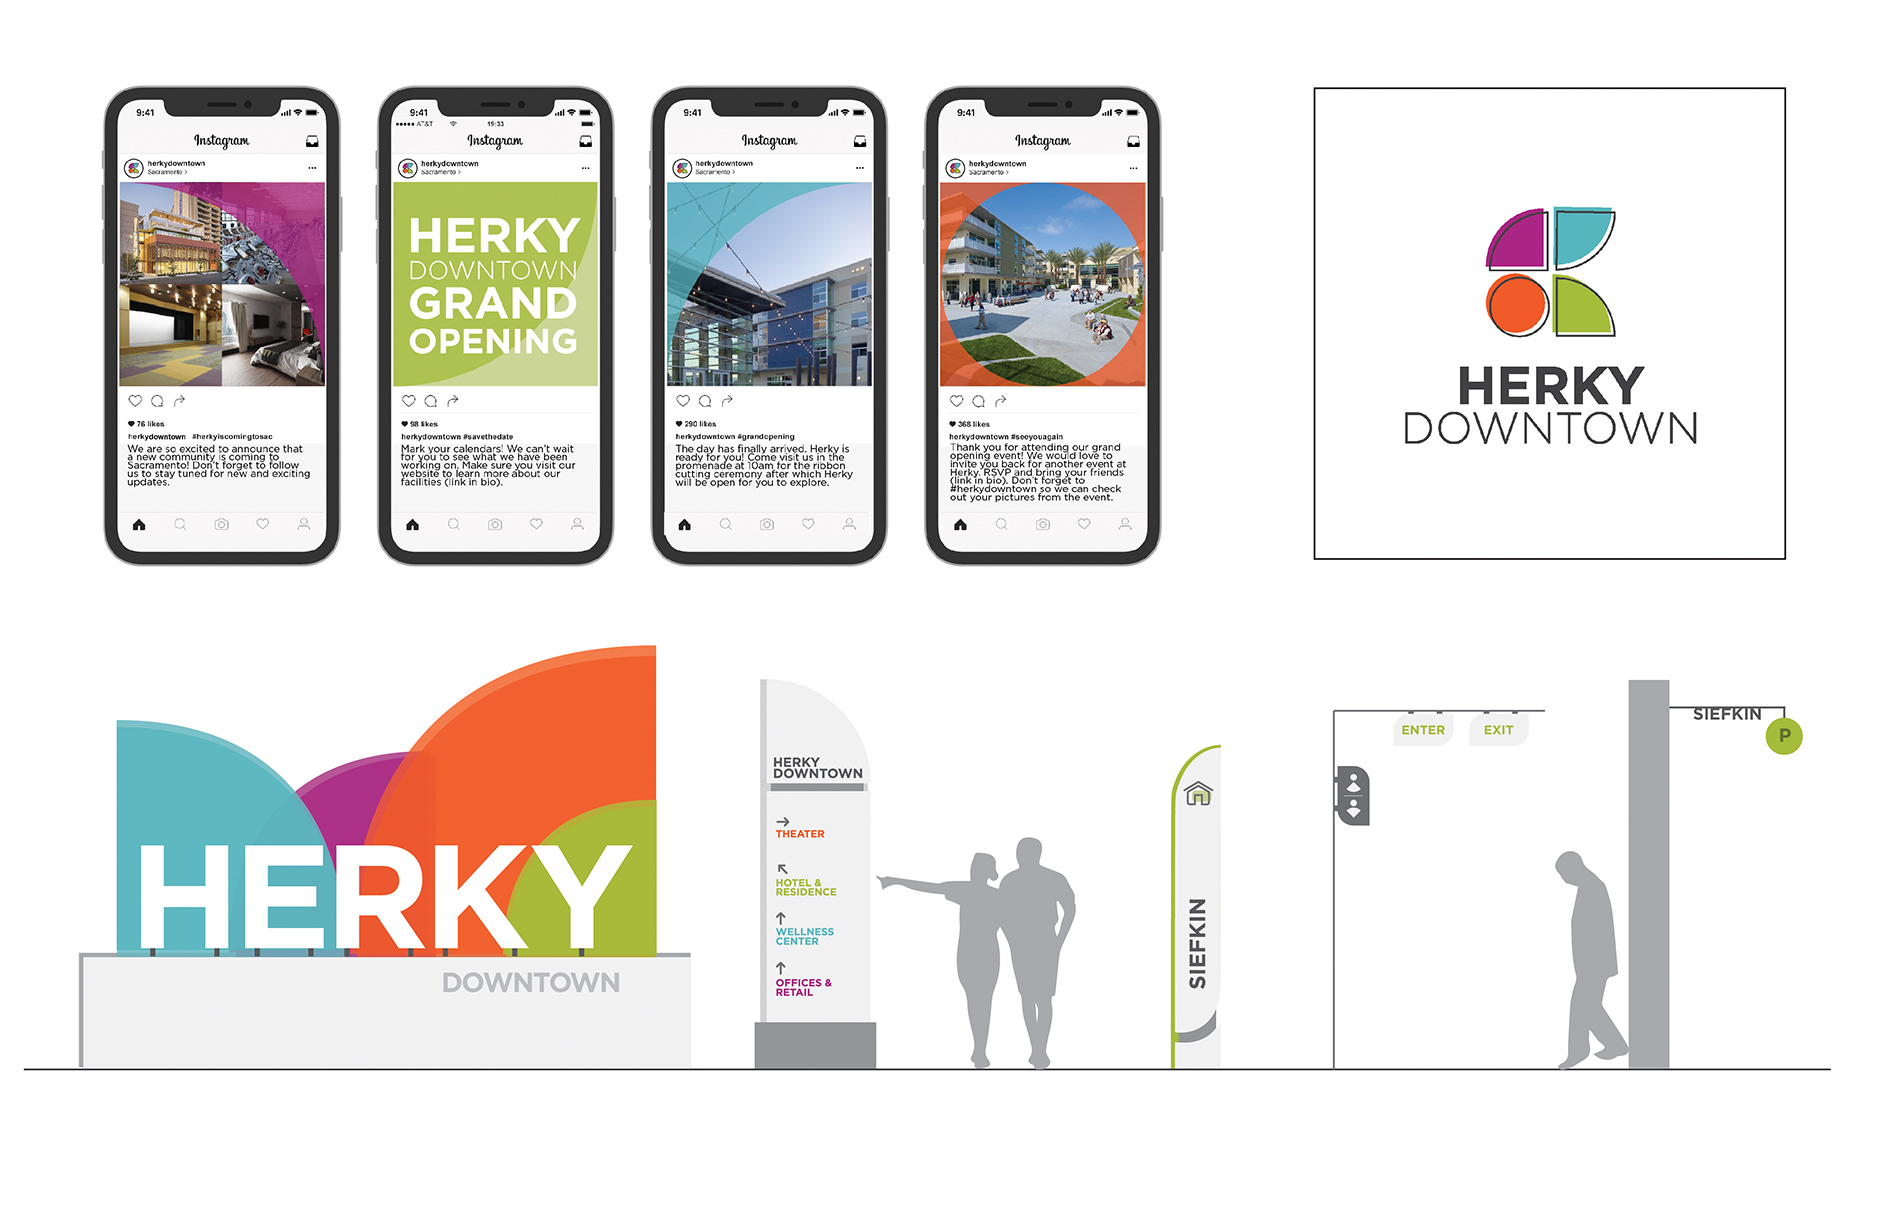 9:41
Instagram
herkydowntown
Sacramento >
76 likes
herkydowntown #herkyiscomingtosac
We are so excited to announce that
a new community is coming to
Sacramento! Don't forget to follow
us to stay tuned for new and exciting
updates.
9:41
AT&T
19:33
Instagram
herkydowntown
Sacramento >
HERKY
DOWNTOWN
GRAND
OPENING
98 likes
herkydowntown #savethedate
Mark your calendars! We can't wait
for you to see what we have been
working on. Make sure you visit our
website to learn more about our
facilities (link in bio).
9:41
Instagram
herkydowntown
Sacramento >
290 likes
herkydowntown #grandopening
The day has finally arrived. Herky is
ready for you! Come visit us in the
promenade at 10am for the ribbon
cutting ceremony after which Herky
will be open for you to explore.
9:41
Instagram
herkydowntown
Sacramento >
368 likes
herkydowntown #seeyouagain
Thank you for attending our grand
opening event! We would love to
invite you back for another event at
Herky. RSVP and bring your friends
(link in bio). Don't forget to
#herkydowntown so we can check
out your pictures from the event.
HERKY
DOWNTOWN
HERKY
DOWNTOWN
HERKY
DOWNTOWN
THEATER
HOTEL &
RESIDENCE
WELLNESS
CENTER
OFFICES &
RETAIL
SIEFKIN
ENTER
EXIT
SIEFKIN
P